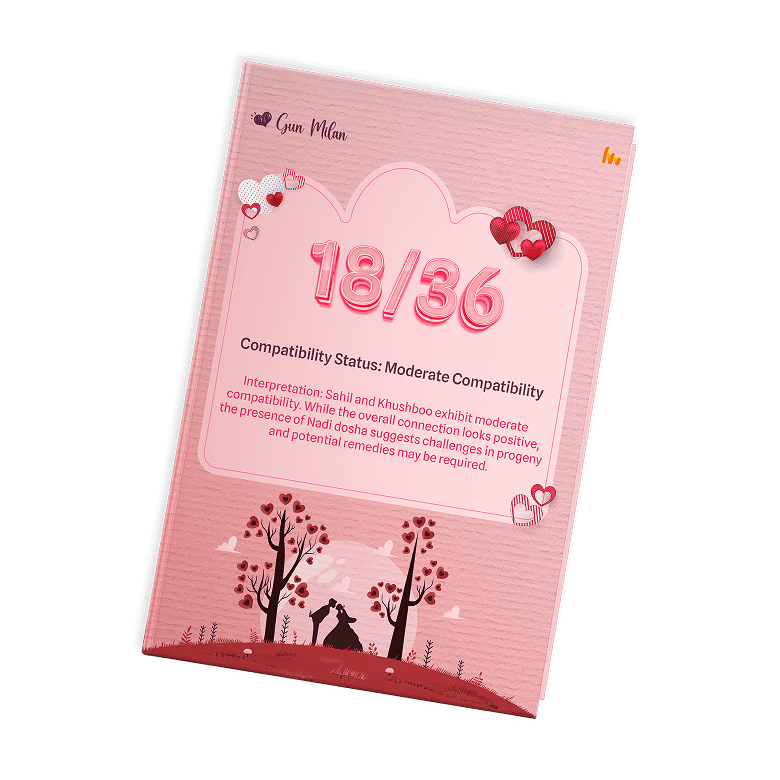 Gun Milan
18/36
Compatibility Status: Moderate Compatibility
Interpretation: Sahil and Khushboo exhibit moderate
compatibility. While the overall connection looks positive,
the presence of Nadi dosha suggests challenges in progeny
and potential remedies may be required.